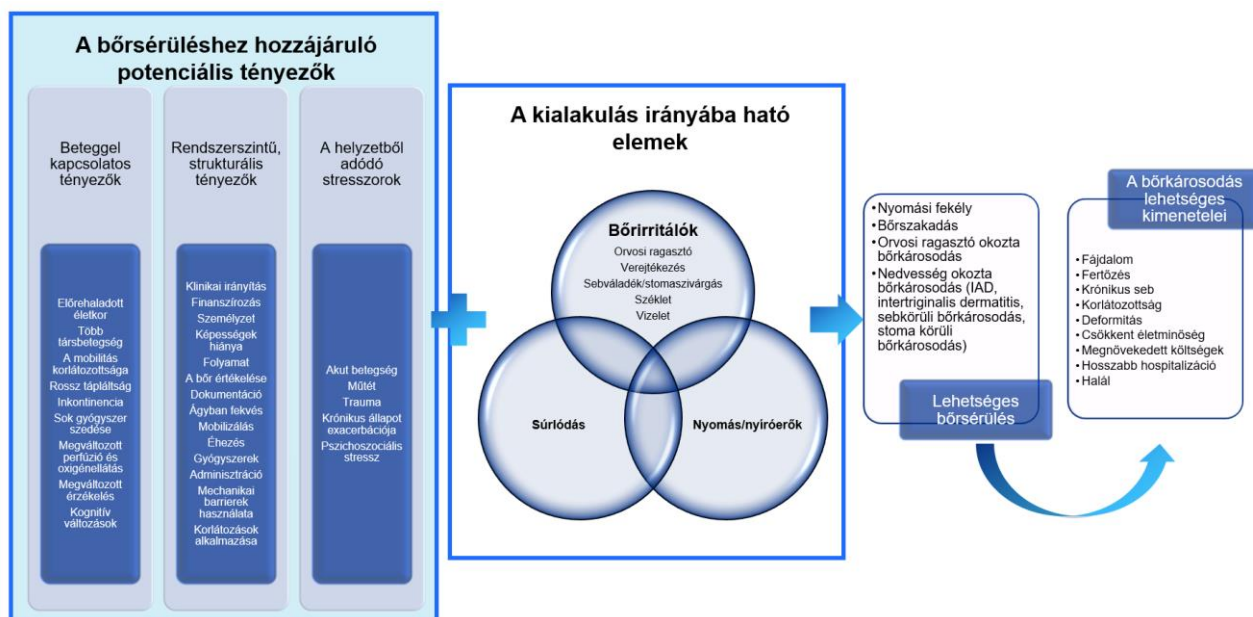 A bőrsérüléshez hozzájáruló
potenciális tényezők
Beteggel
kapcsolatos
tényezők
Előrehaladott
életkor
Több
társbetegség
A mobilitás
korlátozottsága
Rossz tápláltság
Inkontinencia
Sok gyógyszer
szedése
Megváltozott
perfúzió és
oxigénellátás
Megváltozott
érzékelés
Kognitív
változások
Rendszerszintű,
strukturális
tényezők
Klinikai irányítás
Finanszírozás
Személyzet
Képességek
hiánya
Folyamat
A bőr értékelése
Dokumentáció
Ágyban fekvés
Mobilizálás
Éhezés
Gyógyszerek
Adminisztráció
Mechanikai
barrierek
használata
Korlátozások
alkalmazása
A helyzetből
adódó
stresszorok
Akut betegség
Műtét
Trauma
Krónikus állapot
exacerbációja
Pszichoszociális
stressz
A kialakulás irányába ható
elemek
Bőrirritálók
Orvosi ragasztó
Verejtékezés
Sebváladék/stomaszivárgás
Széklet
Vizelet
Súrlódás
Nyomás/nyíróerők
•Nyomási fekély
•Bőrszakadás
•Orvosi ragasztó okozta
bőrkárosodás
•Nedvesség okozta
bőrkárosodás (IAD,
intertriginalis dermatitis,
sebkörüli bőrkárosodás,
stoma körüli
bőrkárosodás)
Lehetséges
bőrsérülés
A bőrkárosodás
lehetséges
kimenetelei
•Fájdalom
•Fertőzés
•Krónikus seb
•Korlátozottság
•Deformitás
•Csökkent életminőség
•Megnövekedett költségek
•Hosszabb hospitalizáció
•Halál